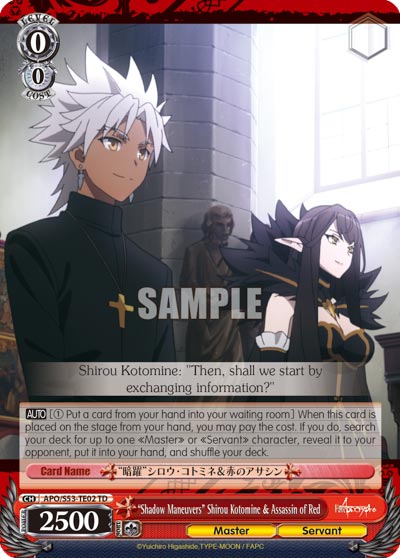 LEVEL
0
0
COST
SAMPLE
Shirou Kotomine: "Then, shall we start by
exchanging information?"
AUTO [① Put a card from your hand into your waiting room] When this card is
placed on the stage from your hand, you may pay the cost. If you do, search
your deck for up to one «Master» or «Servant» character, reveal it to your
opponent, put it into your hand, and shuffle your deck.
Card Name “暗躍”シロウ・コトミネ&赤のアサシン
CH APO/S53-TE02 TD
"Shadow Maneuvers" Shirou Kotomine & Assassin of Red
Fate/Apocrypha
POWER 2500
Master Servant
©Yuichiro Higashide,TYPE-MOON / FAPC